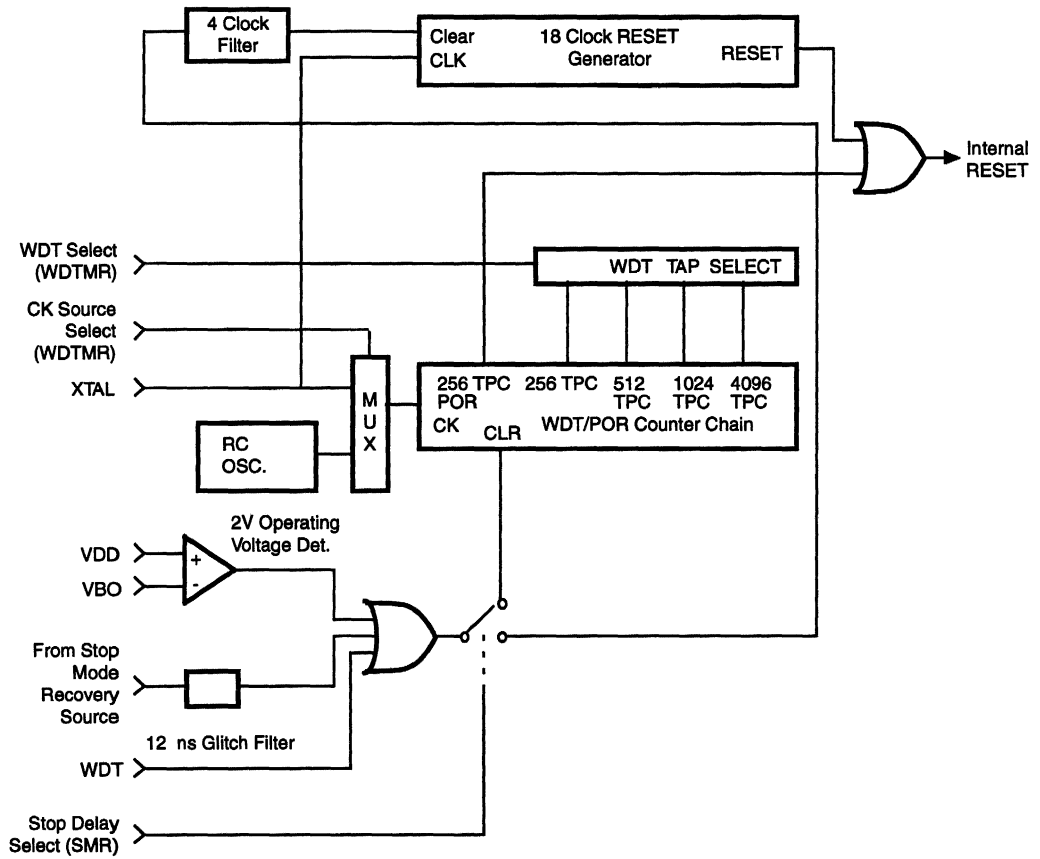 4 Clock
Filter
Clear
CLK
18 Clock RESET
Generator
RESET
Internal
RESET
WDT Select
(WDTMR)
WDT TAP SELECT
CK Source
Select
(WDTMR)
XTAL
M
U
X
256 TPC
POR
256 TPC
512
TPC
1024
TPC
4096
TPC
CK
CLR
WDT/POR Counter Chain
RC
OSC.
2V Operating
Voltage Det.
VDD
+
VBO
-
From Stop
Mode
Recovery
Source
12 ns Glitch Filter
WDT
Stop Delay
Select (SMR)